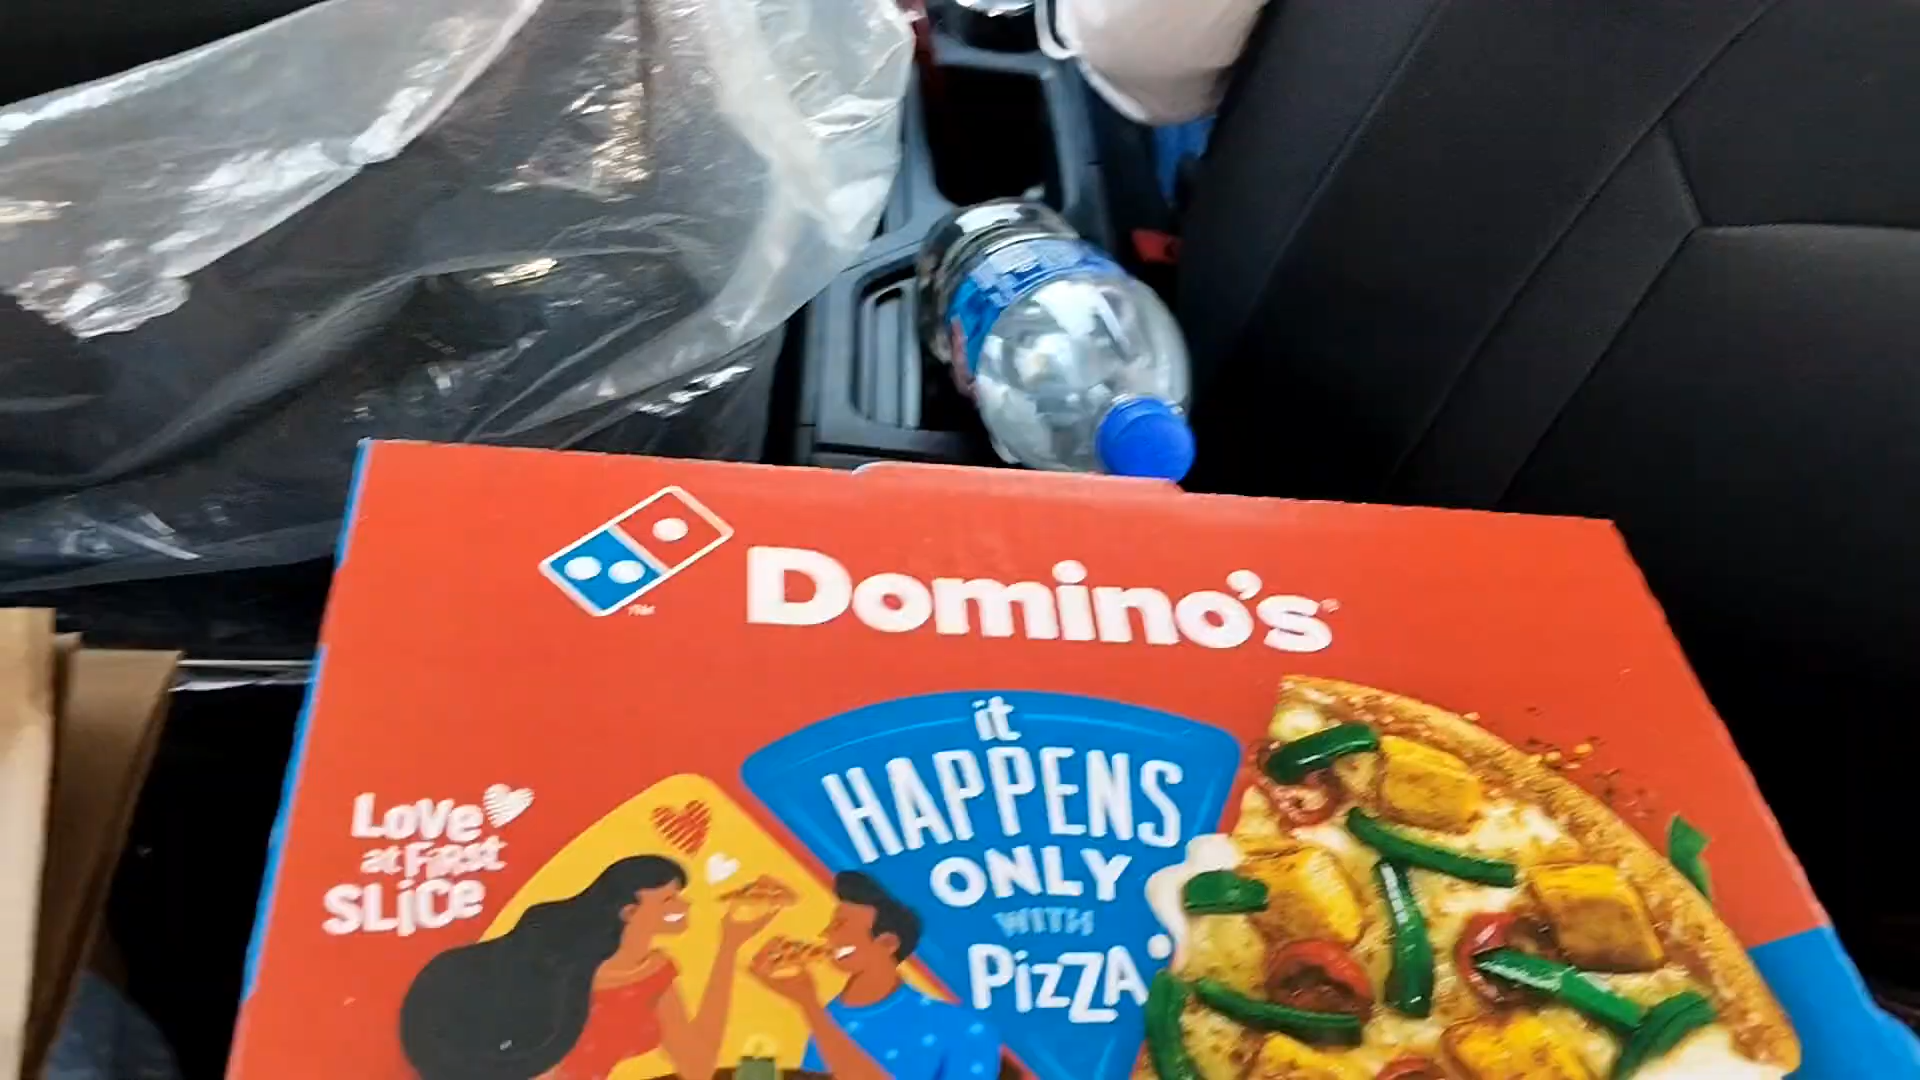 Domino's
it
HAPPENS
ONLY
WITH
PizzA
LoVe
at FiRst
SLiCe